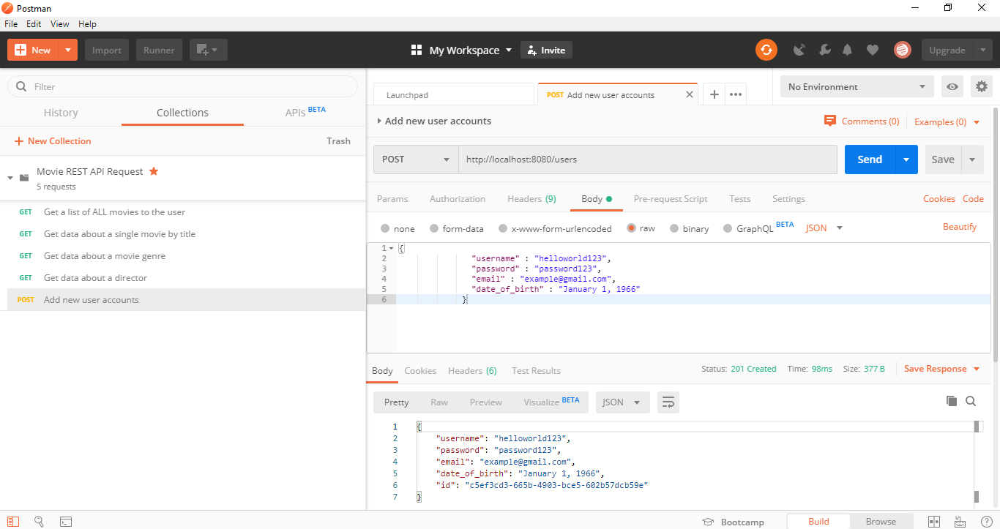 Postman
File Edit View Help
New Import Runner My Workspace Invite Upgrade
Filter
History Collections APIs BETA
New Collection Trash
Movie REST API Request
5 requests
GET Get a list of ALL movies to the user
GET Get data about a single movie by title
GET Get data about a movie genre
GET Get data about a director
POST Add new user accounts
Launchpad POST Add new user accounts No Environment
Add new user accounts Comments (0) Examples (0)
POST http://localhost:8080/users Send Save
Params Authorization Headers (9) Body Pre-request Script Tests Settings Cookies Code
none form-data x-www-form-urlencoded raw binary GraphQL BETA JSON Beautify
1 {
2 "username" : "helloworld123",
3 "password" : "password123",
4 "email" : "example@gmail.com",
5 "date_of_birth" : "January 1, 1966"
6 }
Body Cookies Headers (6) Test Results Status: 201 Created Time: 98ms Size: 377 B Save Response
Pretty Raw Preview Visualize BETA JSON
1 {
2 "username": "helloworld123",
3 "password": "password123",
4 "email": "example@gmail.com",
5 "date_of_birth": "January 1, 1966",
6 "id": "c5ef3cd3-665b-4903-bce5-602b57dcb59e"
7 }
Bootcamp Build Browse